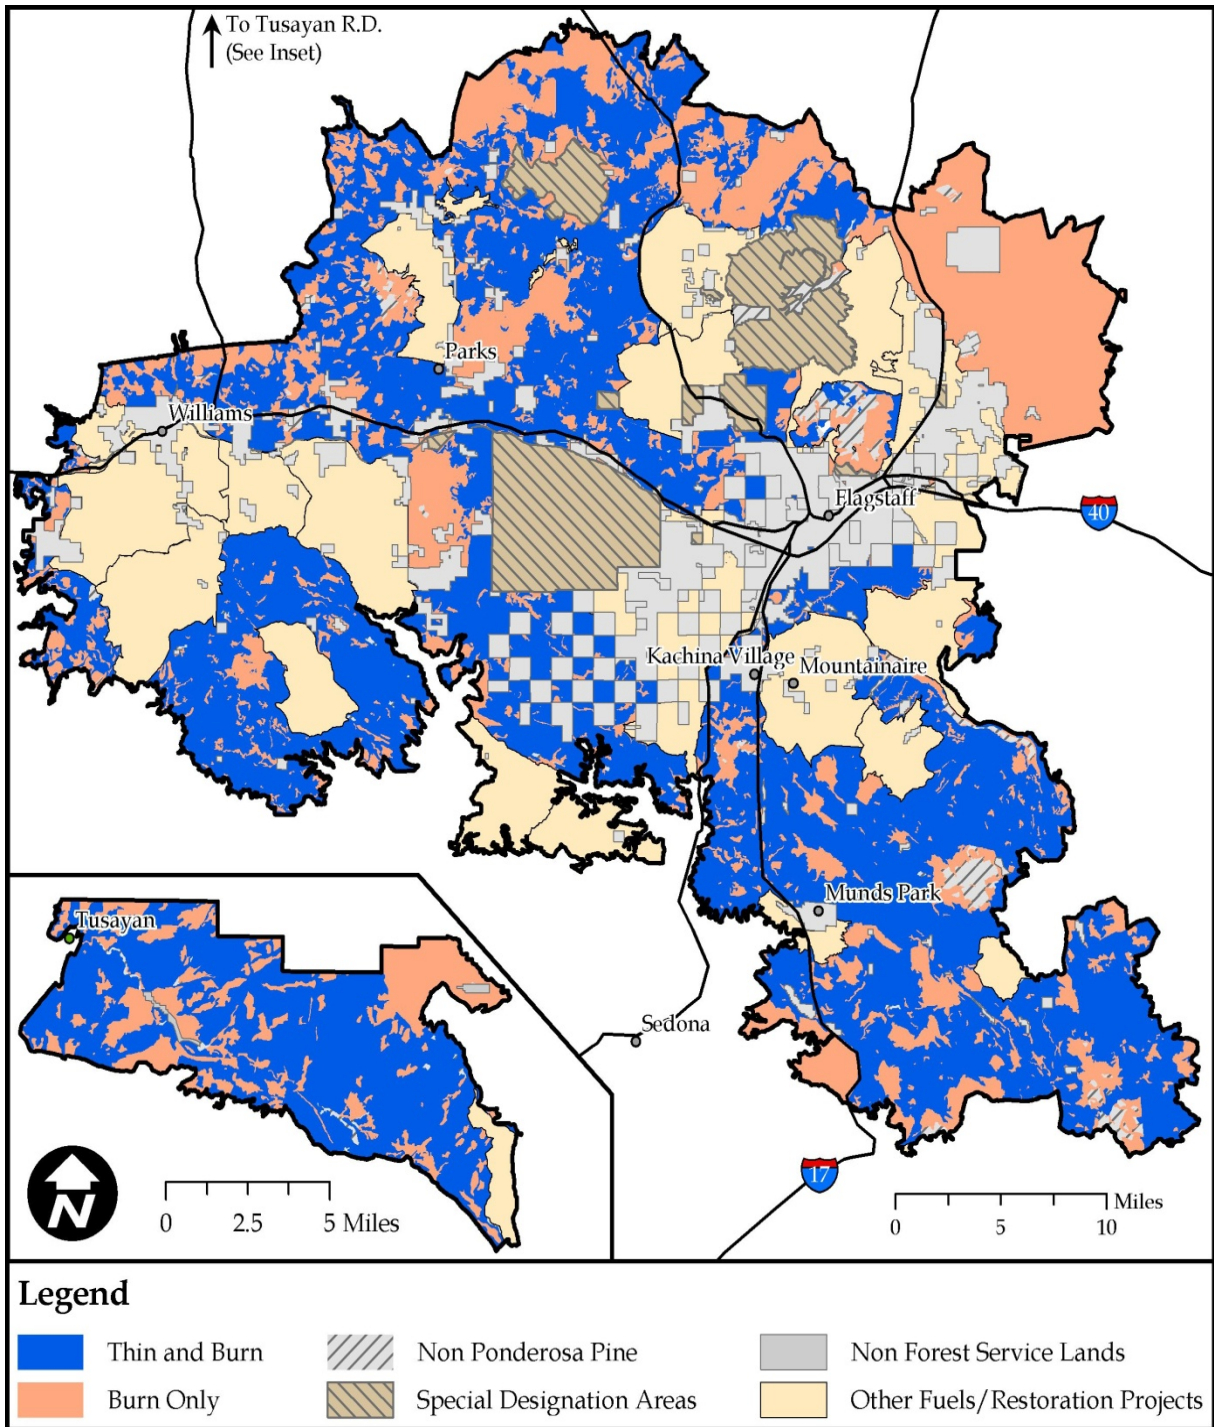 To Tusayan R.D.
(See Inset)
Parks
Williams
Flagstaff
40
Kachina Village
Mountainaire
Munds Park
Tusayan
Sedona
17
N
0 2.5 5 Miles
Miles
0 5 10
Legend
Thin and Burn
Non Ponderosa Pine
Non Forest Service Lands
Burn Only
Special Designation Areas
Other Fuels/Restoration Projects